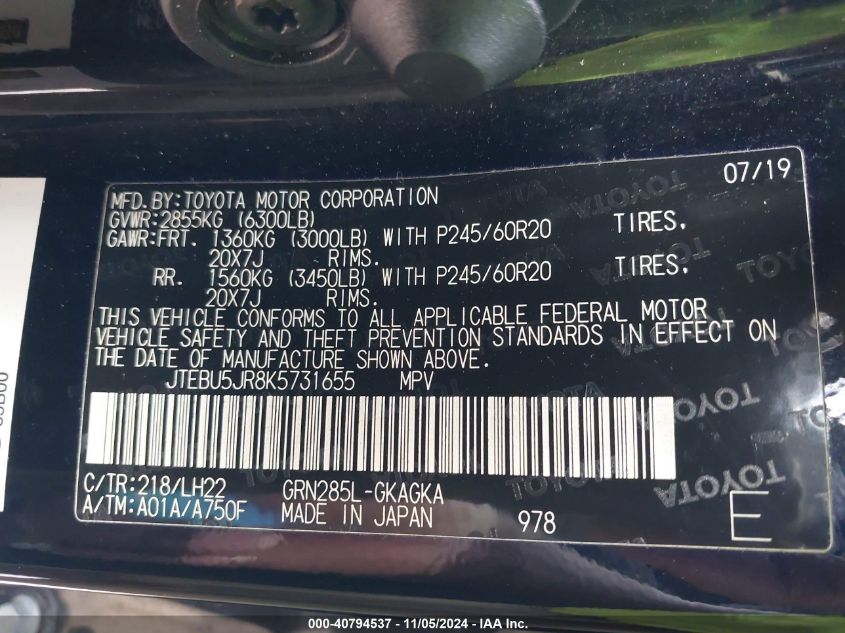 07/19
MFD.BY:TOYOTA MOTOR CORPORATION
GVWR:2855KG (6300LB)
GAWR:FRT. 1360KG (3000LB) WITH P245/60R20 TIRES,
20X7J RIMS.
RR. 1560KG (3450LB) WITH P245/60R20 TIRES,
20X7J RIMS.
THIS VEHICLE CONFORMS TO ALL APPLICABLE FEDERAL MOTOR
VEHICLE SAFETY AND THEFT PREVENTION STANDARDS IN EFFECT ON
THE DATE OF MANUFACTURE SHOWN ABOVE.
JTEBU5JR8K5731655 MPV
C/TR:218/LH22 GRN285L-GKAGKA
A/TM:A01A/A750F MADE IN JAPAN 978 E
TOYOTA
000-40794537 - 11/05/2024 - IAA Inc.